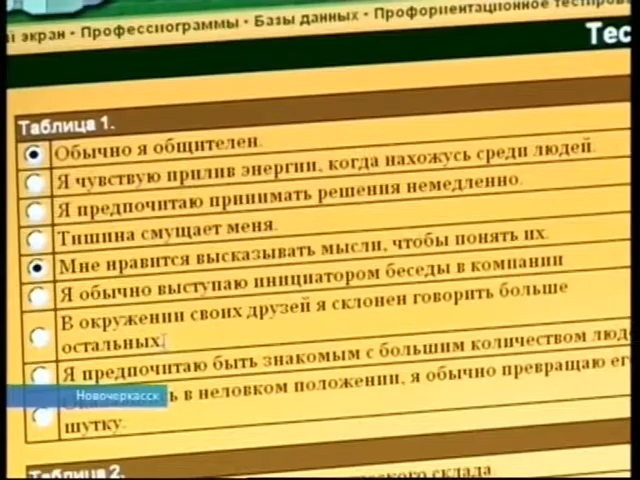 экран • Профессиограммы • Базы данных • Профориентационное
Тес
Таблица 1.
Обычно я общителен.
Я чувствую прилив энергии, когда нахожусь среди людей.
Я предпочитаю принимать решения немедленно.
Тишина смущает меня.
Мне нравится высказывать мысли, чтобы понять их.
Я обычно выступаю инициатором беседы в компании
В окружении своих друзей я склонен говорить больше
остальных.
Я предпочитаю быть знакомым с большим количеством люд
в неловком положении, я обычно превращаю ег
шутку.
Новочеркасск
Таблица 2.
склада